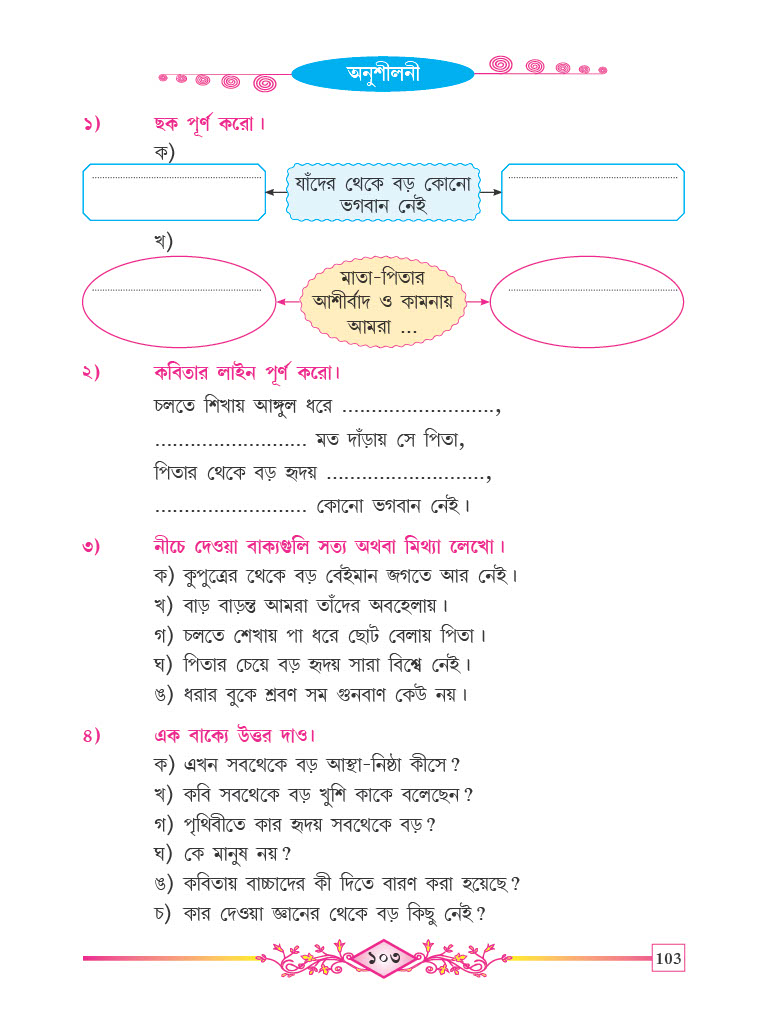 অনুশীলনী
১) ছক পূর্ণ করো।
ক)
যাঁদের থেকে বড় কোনো
ভগবান নেই
খ)
মাতা-পিতার
আশীর্বাদ ও কামনায়
আমরা ...
২) কবিতার লাইন পূর্ণ করো।
চলতে শিখায় আঙ্গুল ধরে ..........................,
.......................... মত দাঁড়ায় সে পিতা,
পিতার থেকে বড় হৃদয় ...........................,
.......................... কোনো ভগবান নেই।
৩) নীচে দেওয়া বাক্যগুলি সত্য অথবা মিথ্যা লেখো।
ক) কুপুত্রের থেকে বড় বেইমান জগতে আর নেই।
খ) বাড় বাড়ন্ত আমরা তাঁদের অবহেলায়।
গ) চলতে শেখায় পা ধরে ছোট বেলায় পিতা।
ঘ) পিতার চেয়ে বড় হৃদয় সারা বিশ্বে নেই।
ঙ) ধরার বুকে শ্রবণ সম গুনবাণ কেউ নয়।
৪) এক বাক্যে উত্তর দাও।
ক) এখন সবথেকে বড় আস্থা-নিষ্ঠা কীসে?
খ) কবি সবথেকে বড় খুশি কাকে বলেছেন?
গ) পৃথিবীতে কার হৃদয় সবথেকে বড়?
ঘ) কে মানুষ নয়?
ঙ) কবিতায় বাচ্চাদের কী দিতে বারণ করা হয়েছে?
চ) কার দেওয়া জ্ঞানের থেকে বড় কিছু নেই?
১০৩
103